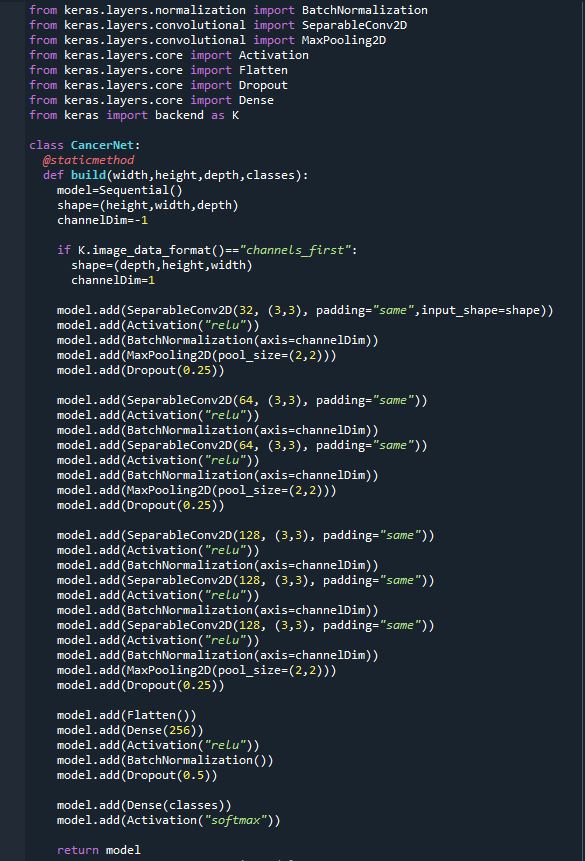 from keras.layers.normalization import BatchNormalization
from keras.layers.convolutional import SeparableConv2D
from keras.layers.convolutional import MaxPooling2D
from keras.layers.core import Activation
from keras.layers.core import Flatten
from keras.layers.core import Dropout
from keras.layers.core import Dense
from keras import backend as K

class CancerNet:
  @staticmethod
  def build(width,height,depth,classes):
    model=Sequential()
    shape=(height,width,depth)
    channelDim=-1

    if K.image_data_format()=="channels_first":
      shape=(depth,height,width)
      channelDim=1

    model.add(SeparableConv2D(32, (3,3), padding="same",input_shape=shape))
    model.add(Activation("relu"))
    model.add(BatchNormalization(axis=channelDim))
    model.add(MaxPooling2D(pool_size=(2,2)))
    model.add(Dropout(0.25))

    model.add(SeparableConv2D(64, (3,3), padding="same"))
    model.add(Activation("relu"))
    model.add(BatchNormalization(axis=channelDim))
    model.add(SeparableConv2D(64, (3,3), padding="same"))
    model.add(Activation("relu"))
    model.add(BatchNormalization(axis=channelDim))
    model.add(MaxPooling2D(pool_size=(2,2)))
    model.add(Dropout(0.25))

    model.add(SeparableConv2D(128, (3,3), padding="same"))
    model.add(Activation("relu"))
    model.add(BatchNormalization(axis=channelDim))
    model.add(SeparableConv2D(128, (3,3), padding="same"))
    model.add(Activation("relu"))
    model.add(BatchNormalization(axis=channelDim))
    model.add(SeparableConv2D(128, (3,3), padding="same"))
    model.add(Activation("relu"))
    model.add(BatchNormalization(axis=channelDim))
    model.add(MaxPooling2D(pool_size=(2,2)))
    model.add(Dropout(0.25))

    model.add(Flatten())
    model.add(Dense(256))
    model.add(Activation("relu"))
    model.add(BatchNormalization())
    model.add(Dropout(0.5))

    model.add(Dense(classes))
    model.add(Activation("softmax"))

    return model